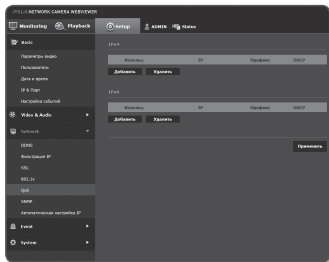 iPOLiS NETWORK CAMERA WEBVIEWER
Monitoring
Playback
Setup
ADMIN
Status
Basic
Параметры видео
Пользователь
Дата и время
IP & Порт
Настройка событий
Video & Audio
Network
DDNS
Фильтрация IP
SSL
802.1x
QoS
SNMP
Автоматическая настройка IP
Event
System
IPv4
IP
Префикс
DSCP
Добавить
Удалить
IPv6
IP
Префикс
DSCP
Добавить
Удалить
Применить